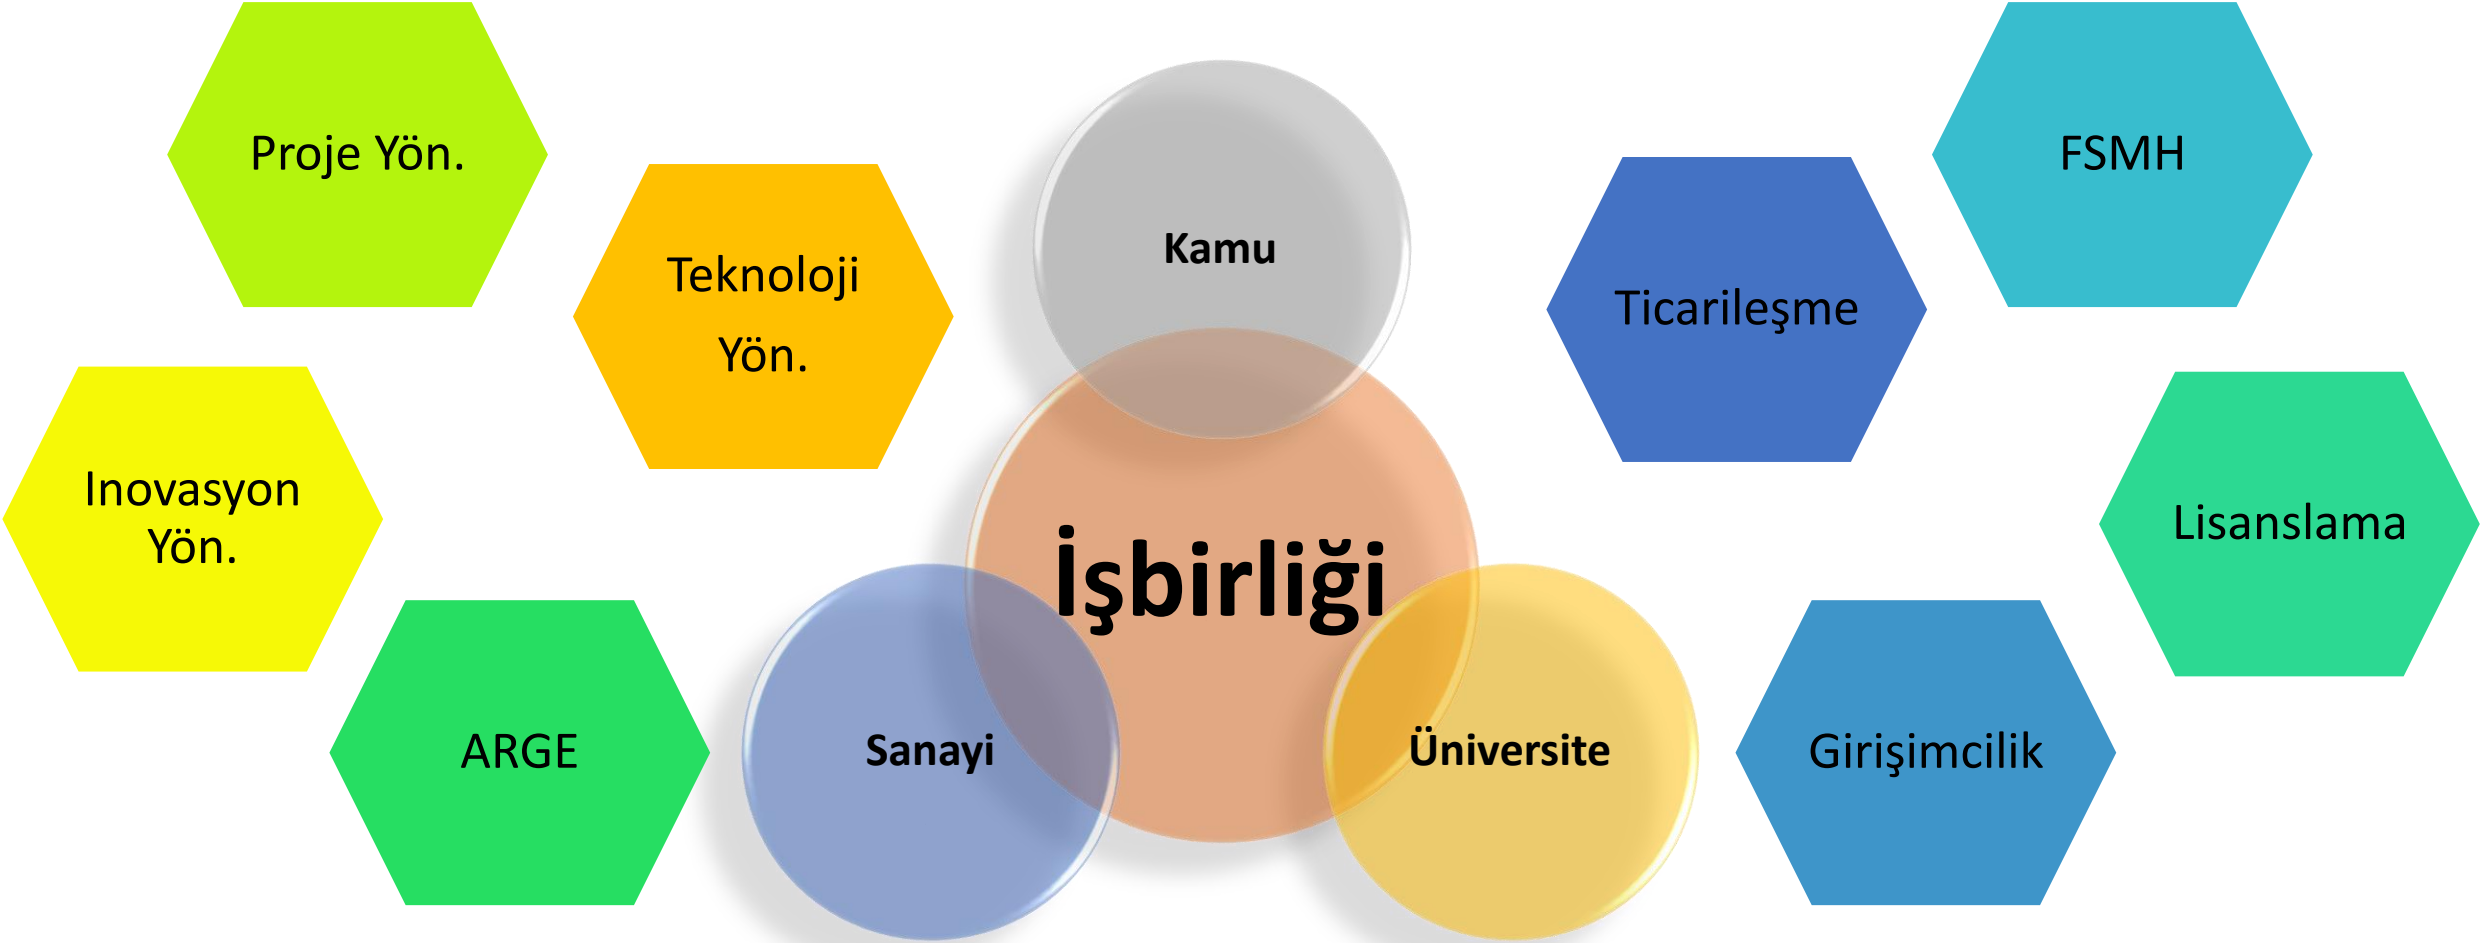 Proje Yön.
Teknoloji
Yön.
Inovasyon
Yön.
ARGE
Kamu
İşbirliği
Sanayi
Üniversite
Ticarileşme
FSMH
Lisanslama
Girişimcilik